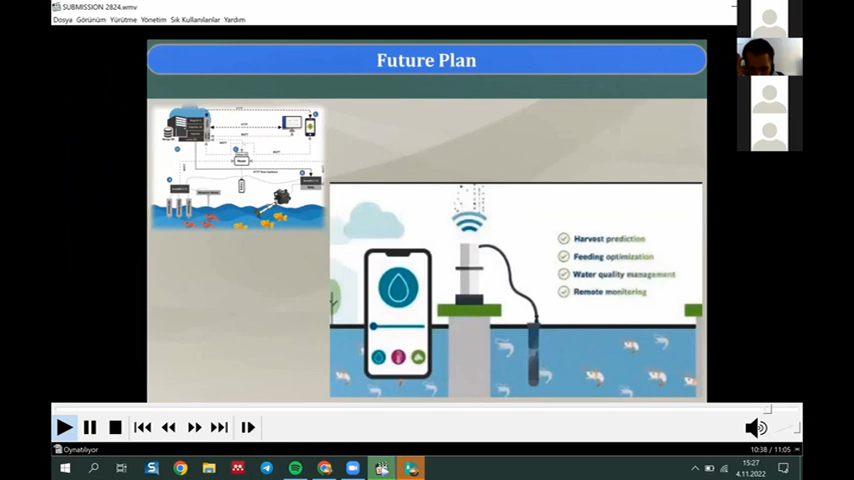 SUBMISSION 2824.wmv
Dosya Görünüm Yürütme Yönetim Sık Kullanılanlar Yardım
Future Plan
Harvest prediction
Feeding optimization
Water quality management
Remote monitoring
Oynatılıyor
10:38 / 11:05
15:27
4.11.2022